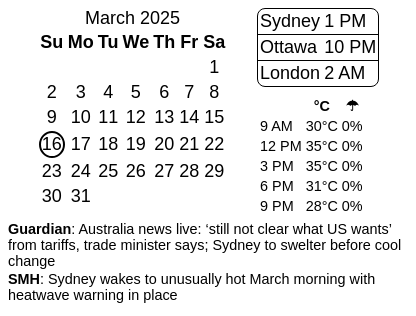 March 2025
Su Mo Tu We Th Fr Sa
1
2 3 4 5 6 7 8
9 10 11 12 13 14 15
16 17 18 19 20 21 22
23 24 25 26 27 28 29
30 31
Sydney 1 PM
Ottawa 10 PM
London 2 AM
°C ☂
9 AM 30°C 0%
12 PM 35°C 0%
3 PM 35°C 0%
6 PM 31°C 0%
9 PM 28°C 0%
Guardian: Australia news live: ‘still not clear what US wants’
from tariffs, trade minister says; Sydney to swelter before cool
change
SMH: Sydney wakes to unusually hot March morning with
heatwave warning in place